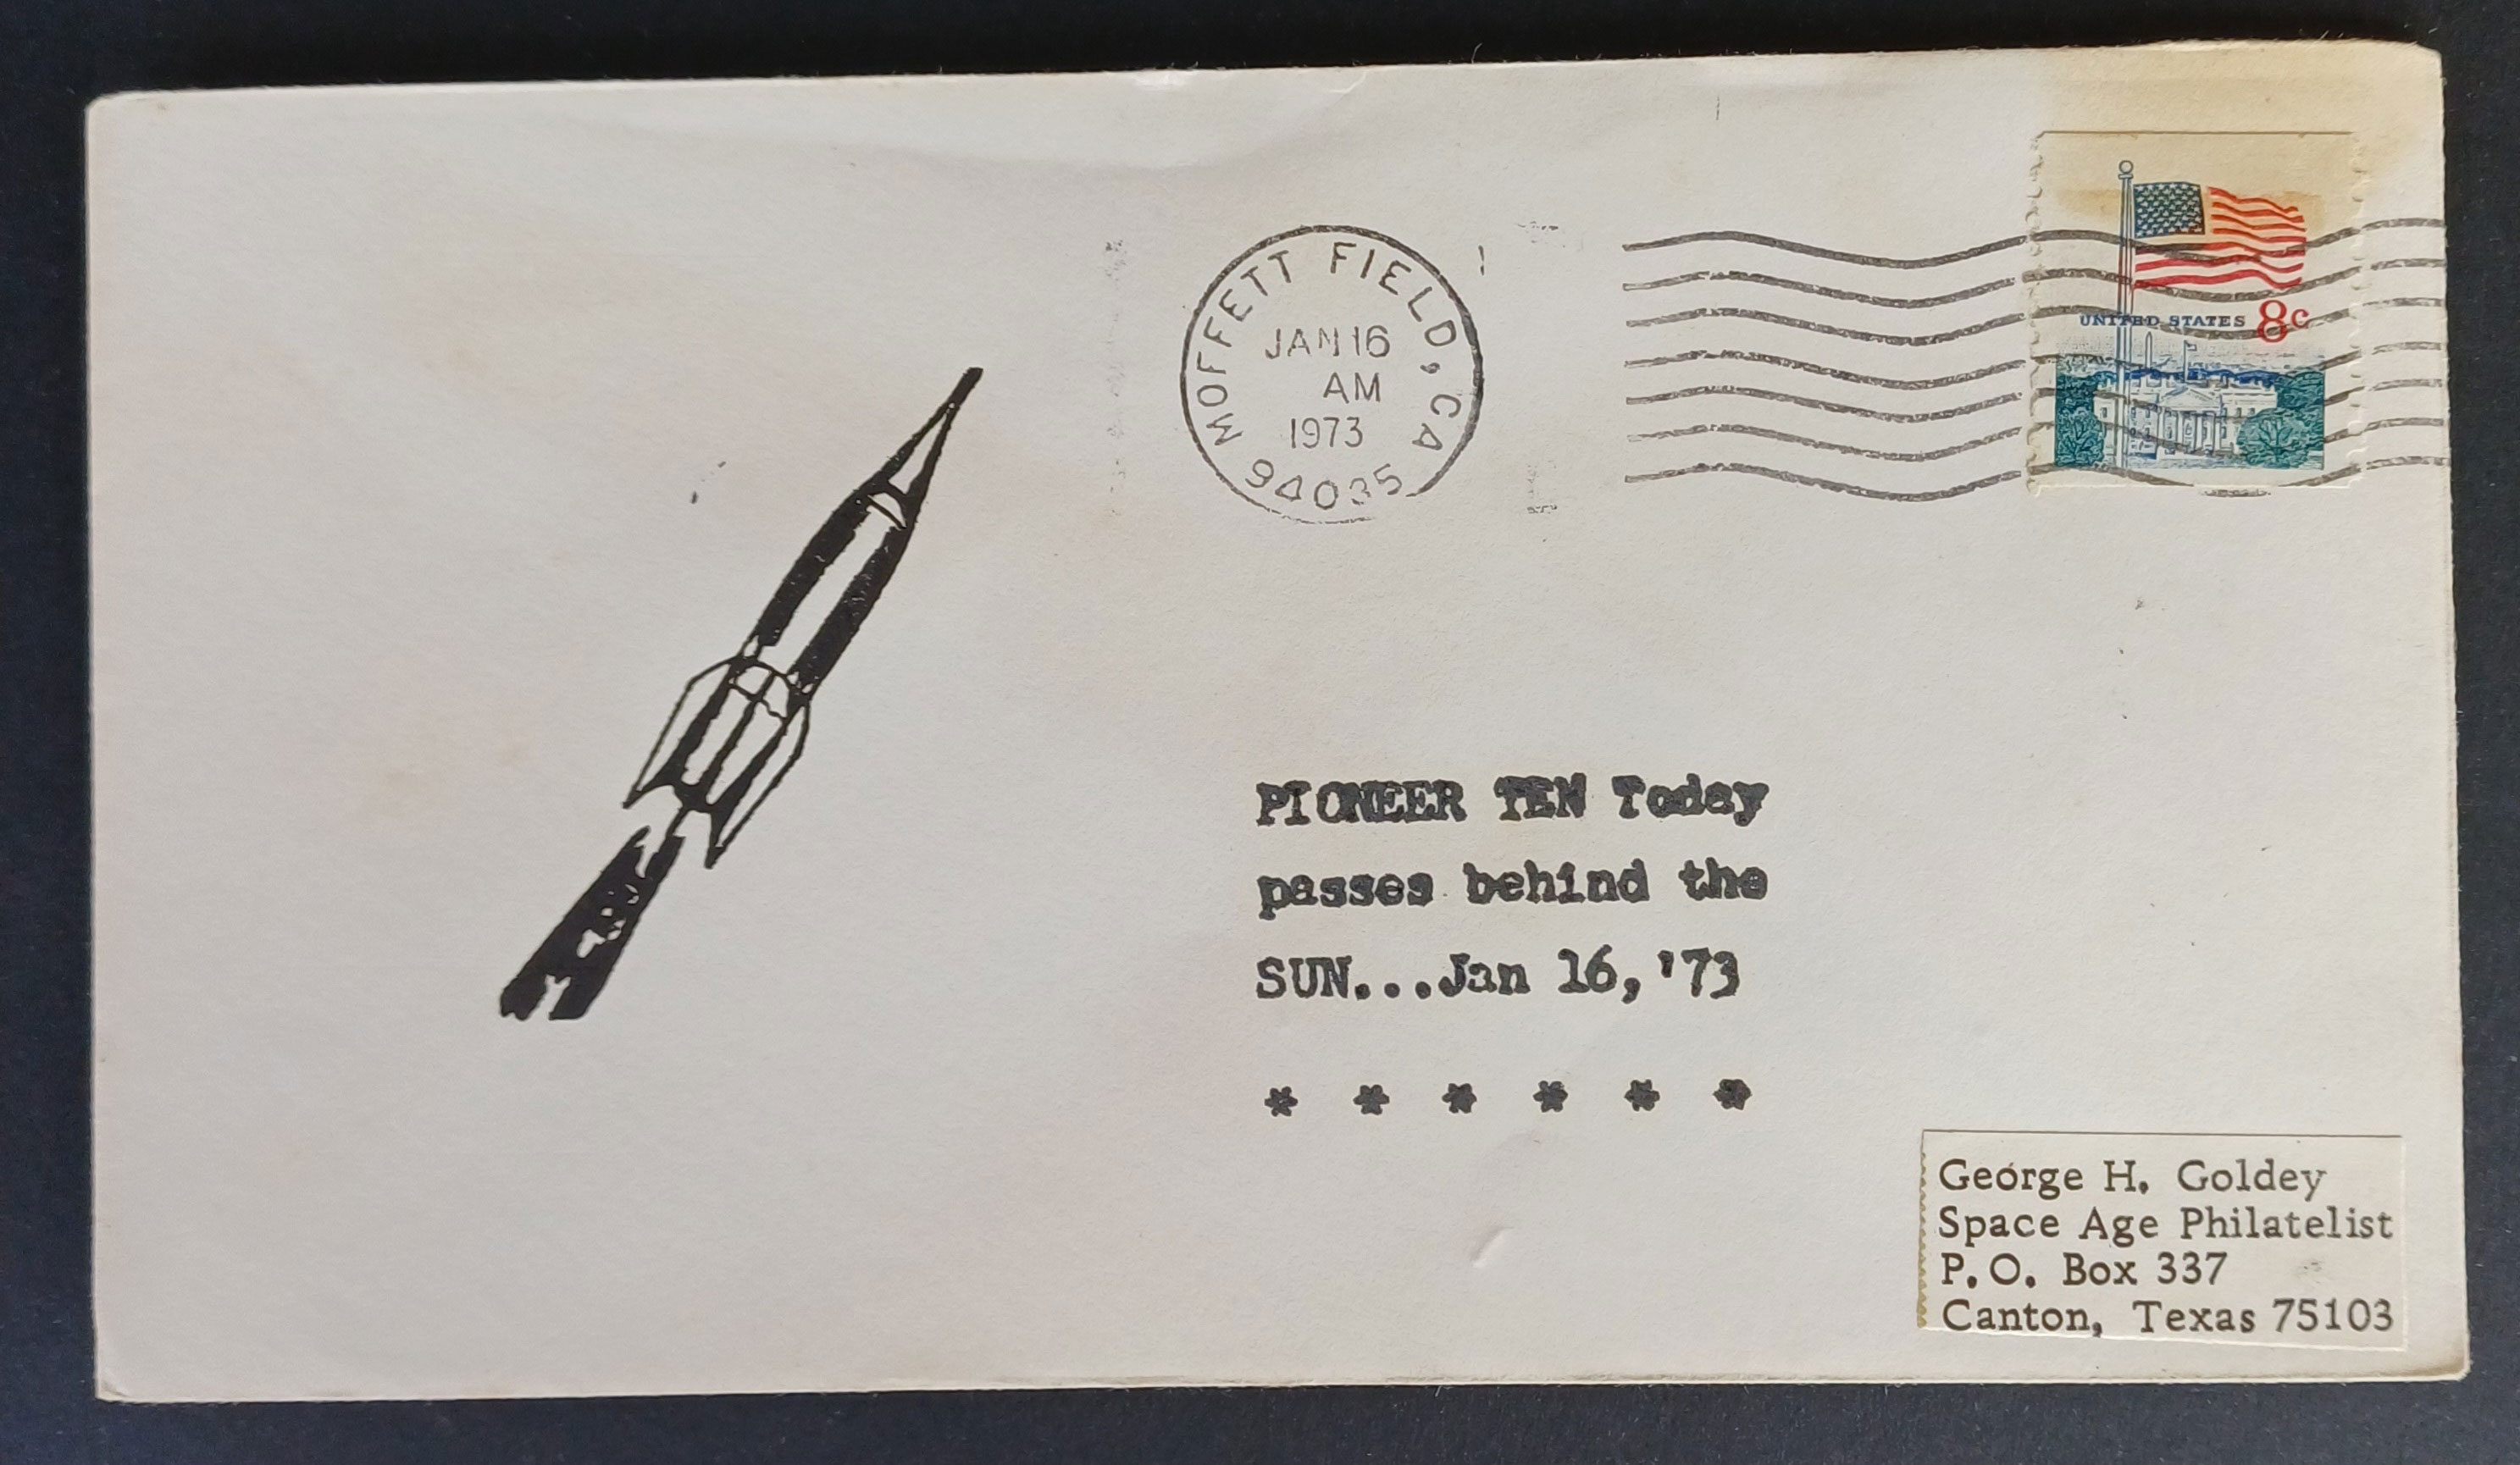 MOFFETT FIELD, CA
JAN 16
AM
1973
94035
UNITED STATES 8c
PIONEER TEN Today
passes behind the
SUN...Jan 16,'73
* * * * * *
George H. Goldey
Space Age Philatelist
P.O. Box 337
Canton, Texas 75103